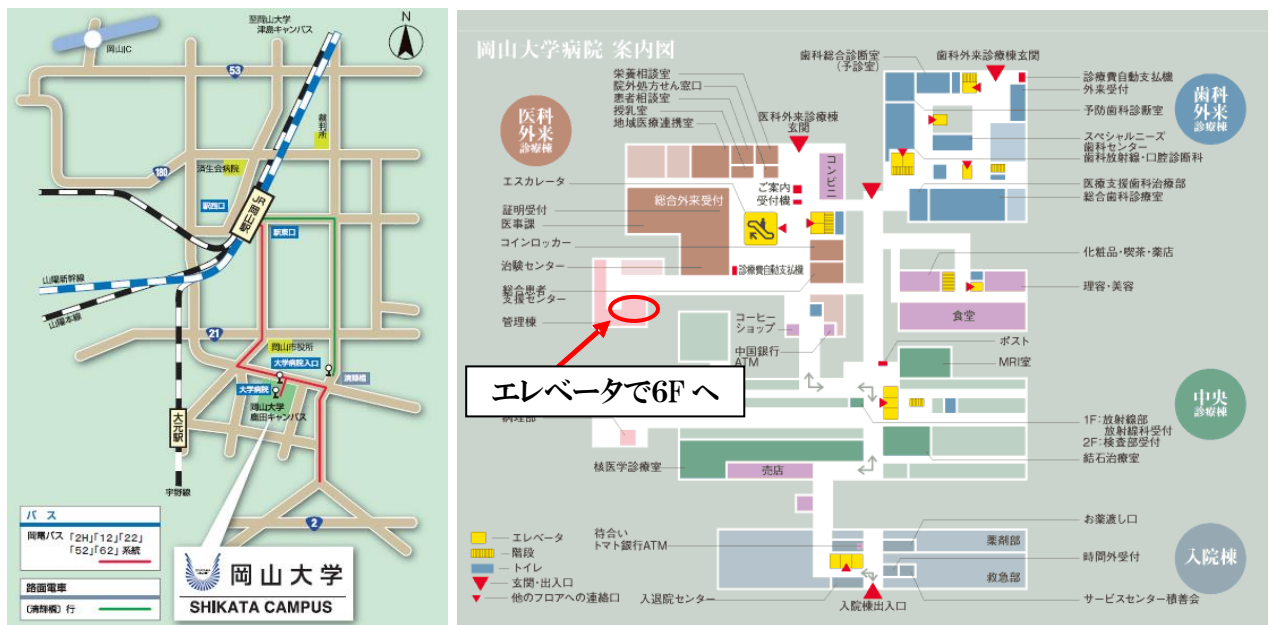 N
至岡山大学
津島キャンパス
岡山IC
53
裁判所
180
済生会病院
駅西口
JR岡山駅
駅東口
山陽新幹線
山陽本線
21
岡山市役所
大学病院入口
大学病院
清輝橋
岡山大学
鹿田キャンパス
大元駅
宇野線
2
バス
岡電バス「2H」「12」「22」
「52」「62」系統
路面電車
〔清輝橋〕行
岡山大学
SHIKATA CAMPUS
岡山大学病院 案内図
医科
外来
診療棟
栄養相談室
院外処方せん窓口
患者相談室
授乳室
地域医療連携室
エスカレータ
証明受付
医事課
コインロッカー
治験センター
総合患者
支援センター
管理棟
総合外来受付
医科外来診療棟
玄関
コンビニ
ご案内
受付機
診療費自動支払機
コーヒー
ショップ
中国銀行
ATM
エレベータで6F へ
核医学診療室
売店
歯科総合診断室
(予診室)
歯科外来診療棟玄関
診療費自動支払機
外来受付
予防歯科診断室
スペシャルニーズ
歯科センター
歯科放射線・口腔診断科
医療支援歯科治療部
総合歯科診療室
歯科
外来
診療棟
化粧品・喫茶・薬店
理容・美容
食堂
ポスト
MRI室
中央
診療棟
1F:放射線部
放射線科受付
2F:検査部受付
結石治療室
エレベータ
階段
トイレ
玄関・出入口
他のフロアへの連絡口
待合い
トマト銀行ATM
入退院センター
入院棟出入口
お薬渡し口
薬剤部
時間外受付
救急部
サービスセンター積善会
入院棟